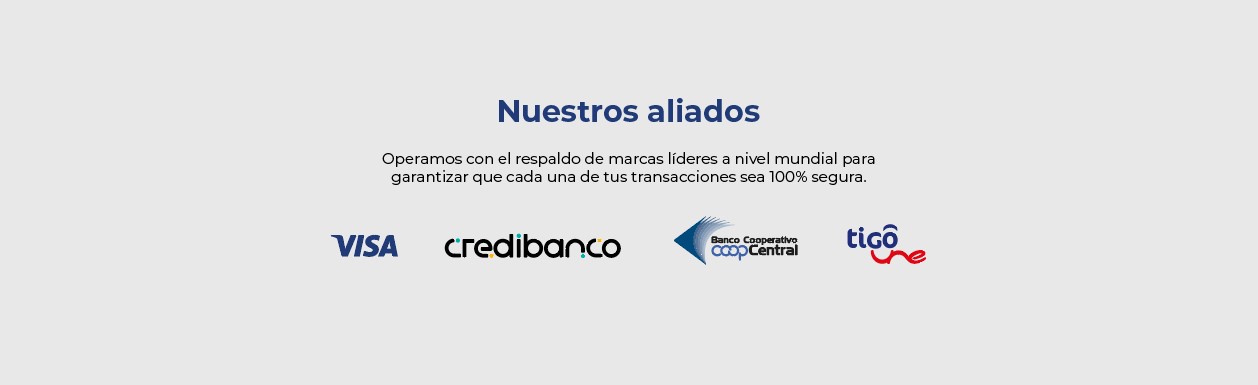 Nuestros aliados
Operamos con el respaldo de marcas líderes a nivel mundial para
garantizar que cada una de tus transacciones sea 100% segura.
VISA
credibanco
Banco Cooperativo
coopCentral
tigô
une